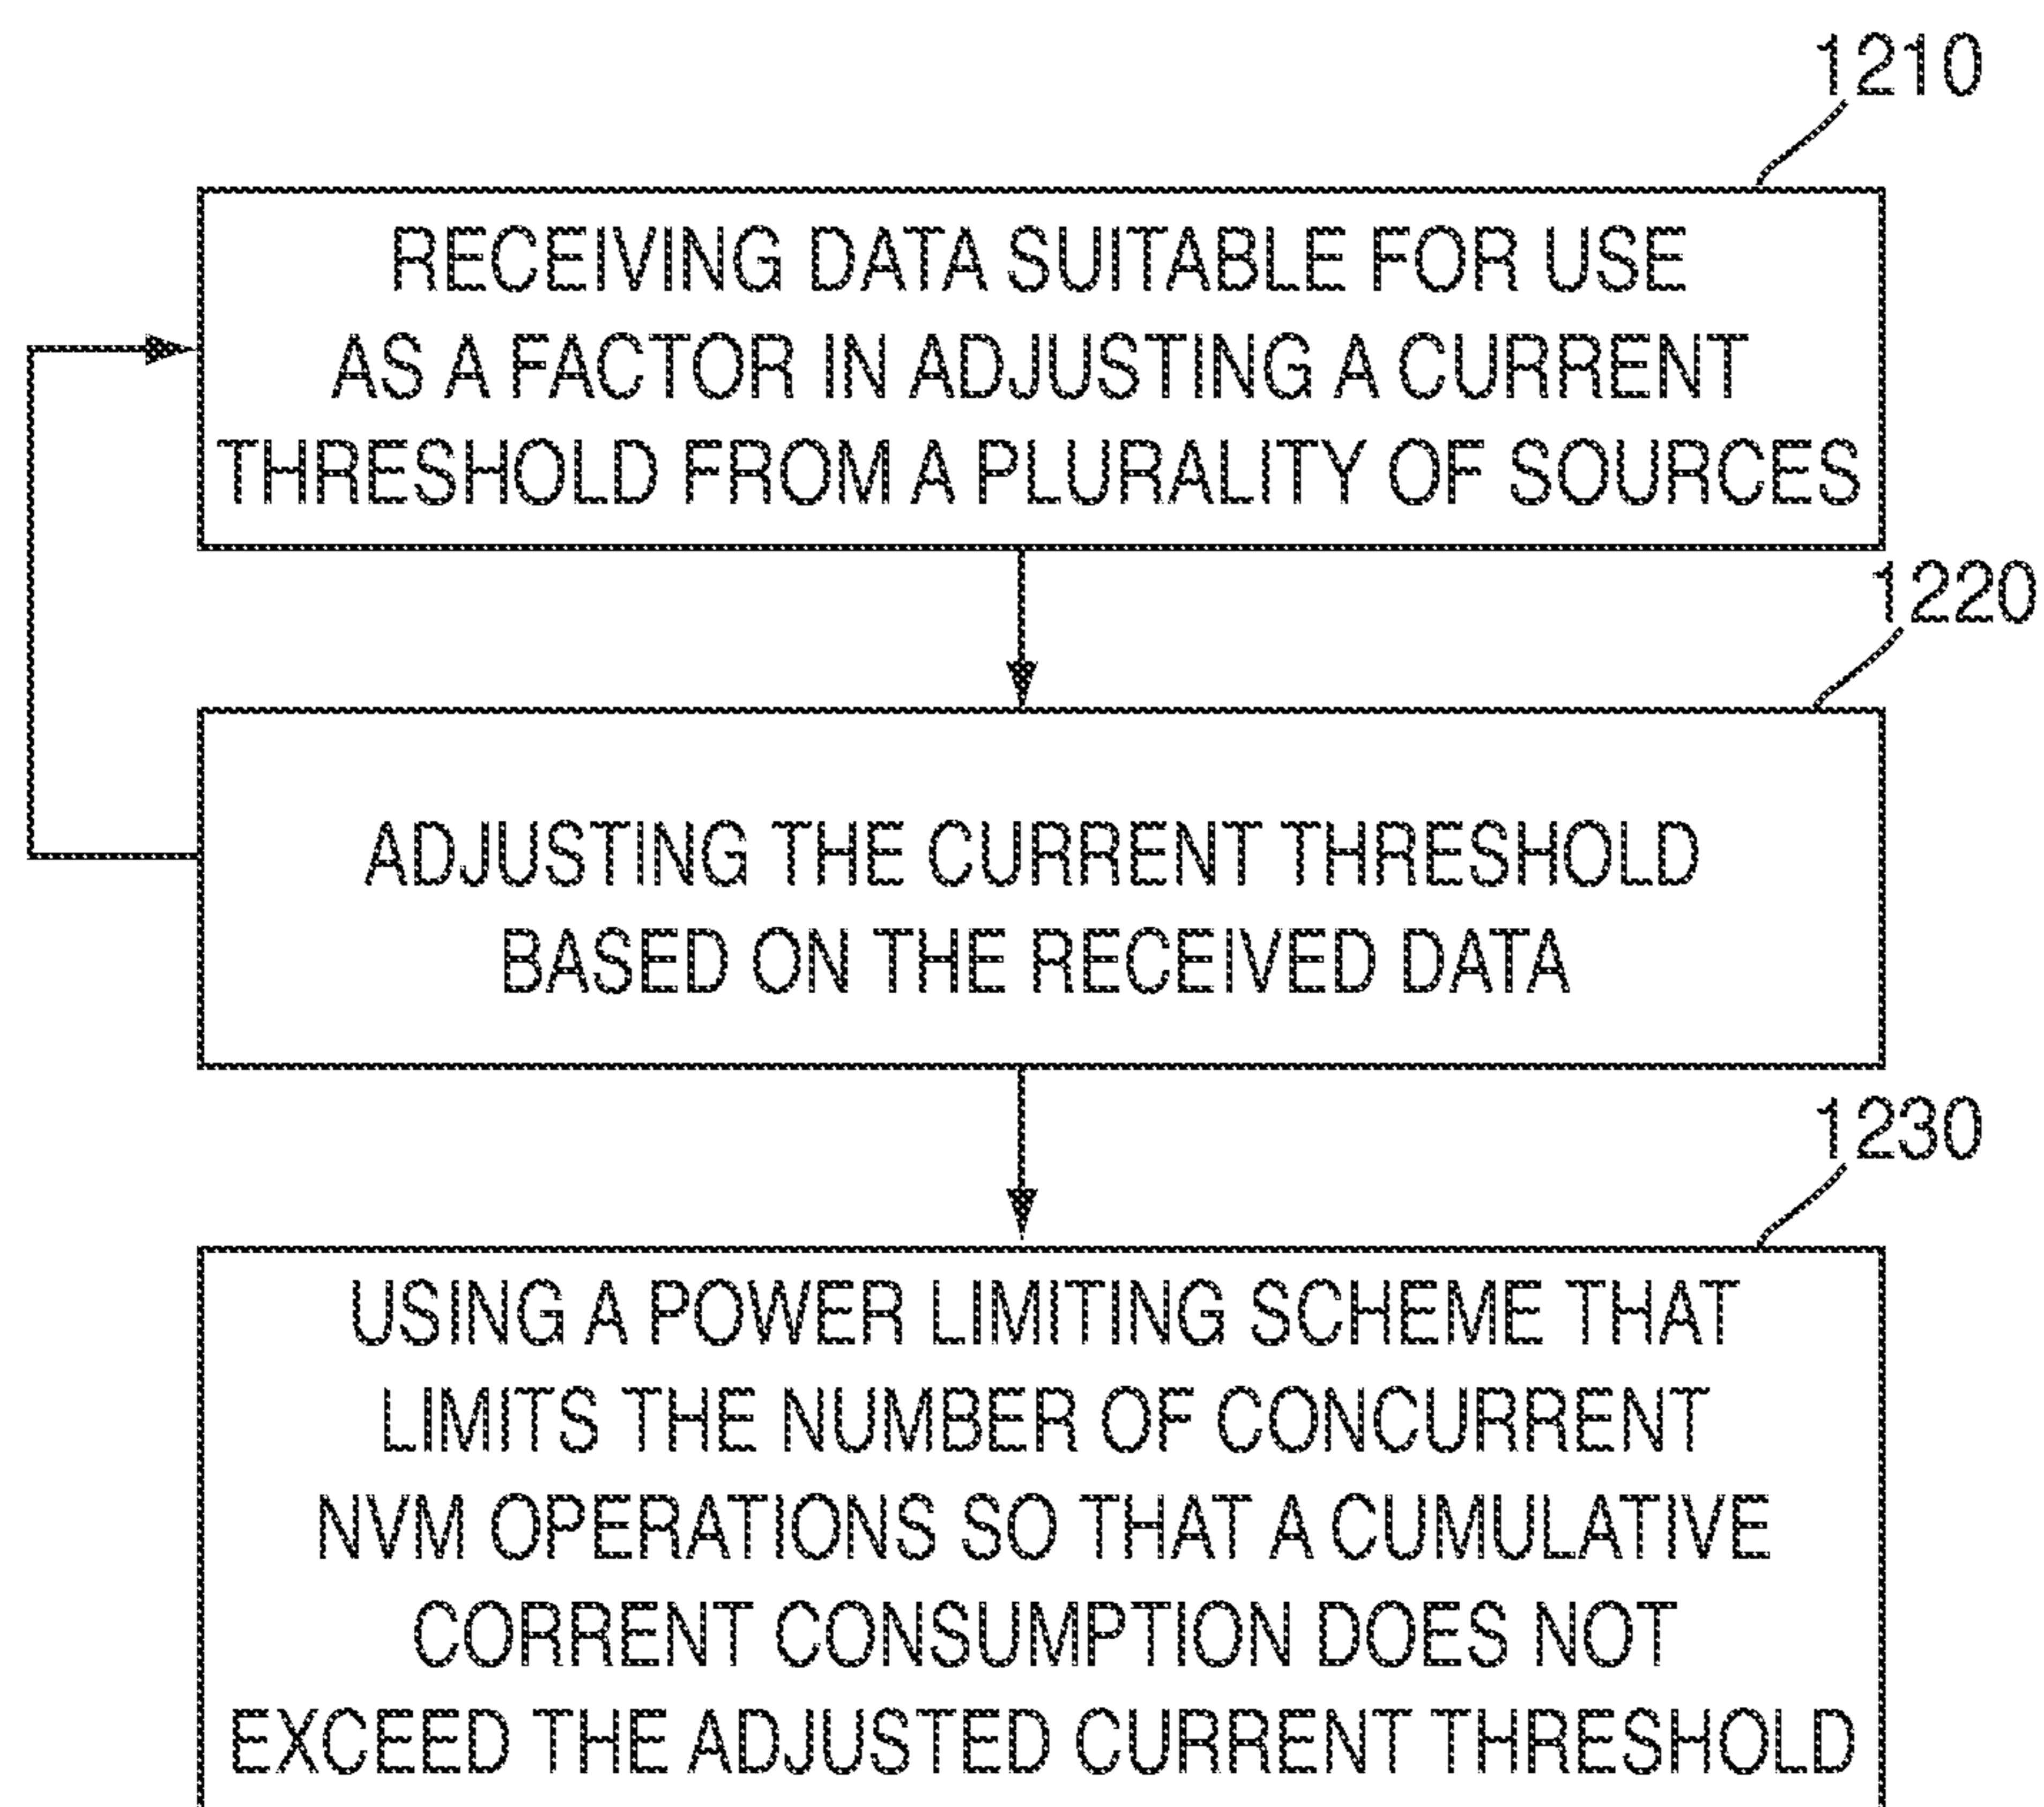 1210
RECEIVING DATA SUITABLE FOR USE
AS A FACTOR IN ADJUSTING A CURRENT
THRESHOLD FROM A PLURALITY OF SOURCES
1220
ADJUSTING THE CURRENT THRESHOLD
BASED ON THE RECEIVED DATA
1230
USING A POWER LIMITING SCHEME THAT
LIMITS THE NUMBER OF CONCURRENT
NVM OPERATIONS SO THAT A CUMULATIVE
CORRENT CONSUMPTION DOES NOT
EXCEED THE ADJUSTED CURRENT THRESHOLD